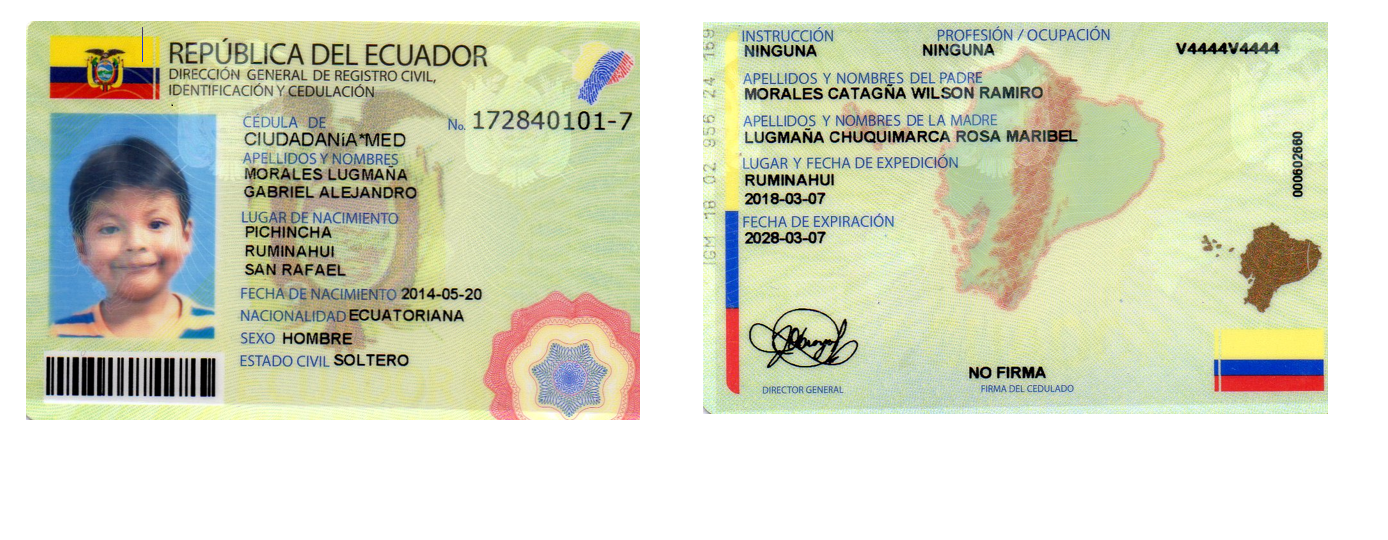 REPÚBLICA DEL ECUADOR
DIRECCIÓN GENERAL DE REGISTRO CIVIL,
IDENTIFICACIÓN Y CEDULACIÓN
CÉDULA DE No. 172840101-7
CIUDADANíA*MED
APELLIDOS Y NOMBRES
MORALES LUGMAÑA
GABRIEL ALEJANDRO
LUGAR DE NACIMIENTO
PICHINCHA
RUMINAHUI
SAN RAFAEL
FECHA DE NACIMIENTO 2014-05-20
NACIONALIDAD ECUATORIANA
SEXO HOMBRE
ESTADO CIVIL SOLTERO
INSTRUCCIÓN PROFESIÓN / OCUPACIÓN
NINGUNA NINGUNA V4444V4444
APELLIDOS Y NOMBRES DEL PADRE
MORALES CATAGÑA WILSON RAMIRO
APELLIDOS Y NOMBRES DE LA MADRE
LUGMAÑA CHUQUIMARCA ROSA MARIBEL
LUGAR Y FECHA DE EXPEDICIÓN
RUMINAHUI
2018-03-07
FECHA DE EXPIRACIÓN
2028-03-07
000602660
IGM 18 02 956 24 169
NO FIRMA
DIRECTOR GENERAL FIRMA DEL CEDULADO